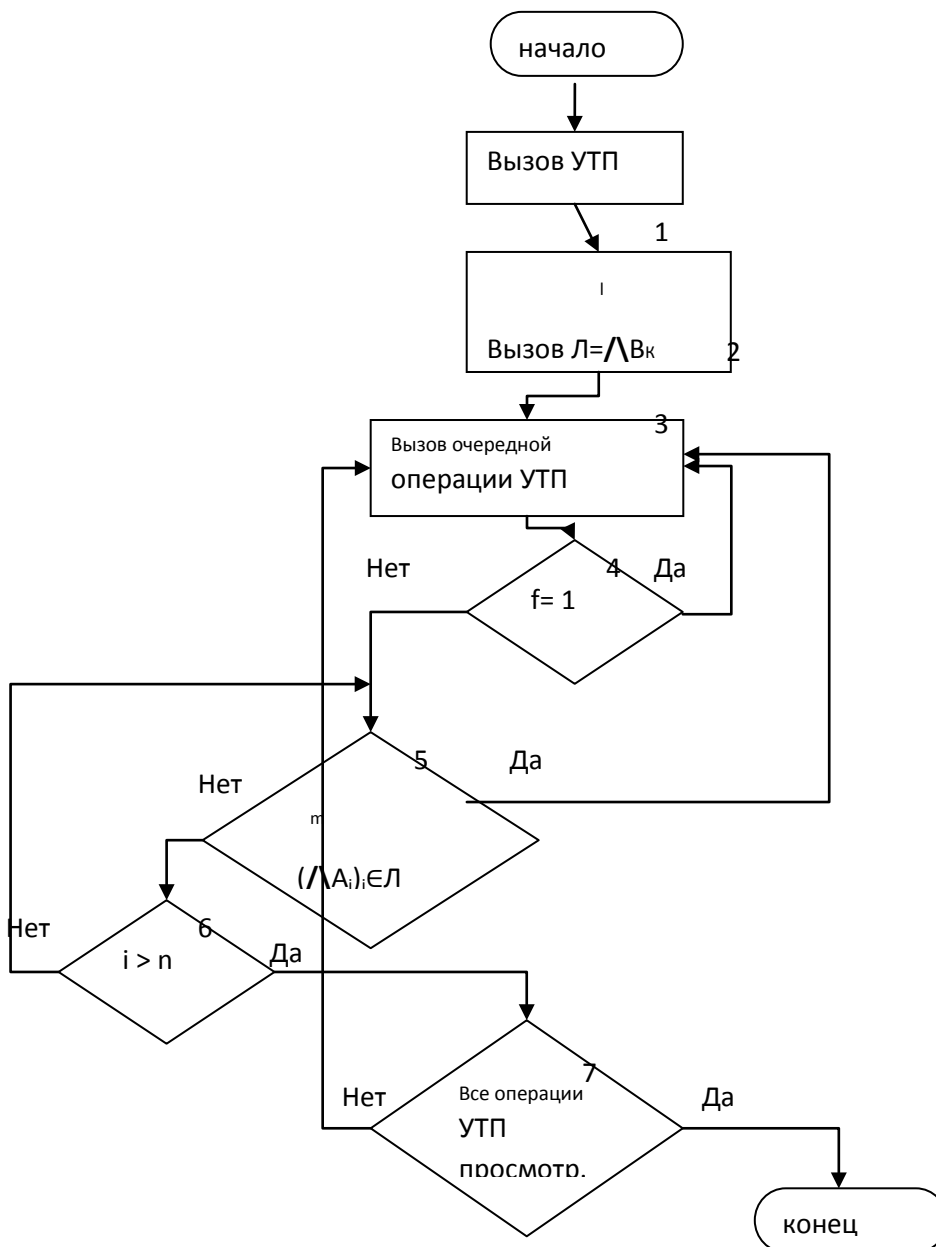 начало
Вызов УТП
1
l
Вызов Л=/\Вк
2
3
Вызов очередной
операции УТП
Нет
4
Да
f= 1
5
Да
Нет
m
(/\Ai)i∈Л
Нет
6
Да
i > n
7
Нет
Все операции
Да
УТП
просмотр.
конец